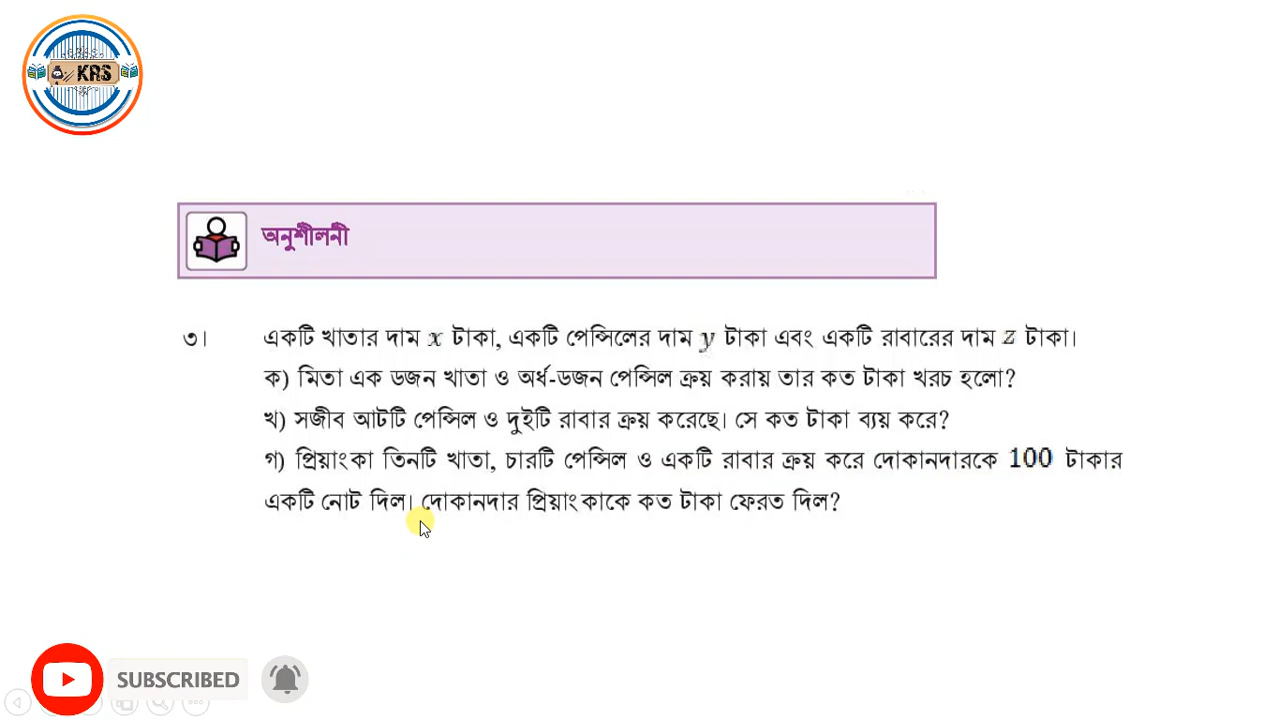 KRS
অনুশীলনী
৩। একটি খাতার দাম x টাকা, একটি পেন্সিলের দাম y টাকা এবং একটি রাবারের দাম z টাকা।
ক) মিতা এক ডজন খাতা ও অর্ধ-ডজন পেন্সিল ক্রয় করায় তার কত টাকা খরচ হলো?
খ) সজীব আটটি পেন্সিল ও দুইটি রাবার ক্রয় করেছে। সে কত টাকা ব্যয় করে?
গ) প্রিয়াংকা তিনটি খাতা, চারটি পেন্সিল ও একটি রাবার ক্রয় করে দোকানদারকে 100 টাকার
একটি নোট দিল। দোকানদার প্রিয়াংকাকে কত টাকা ফেরত দিল?
SUBSCRIBED